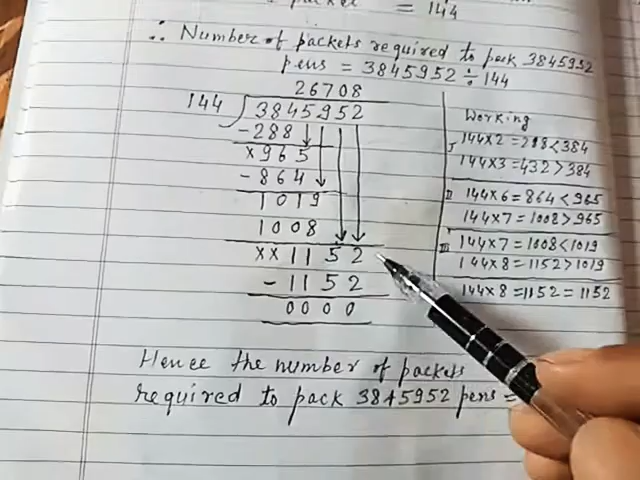 = 144
∴ Number of packets required to pack 3845952
pens = 3845952 ÷ 144
26708
144 ) 3845952
-288
×965
-864
1019
1008
××1152
-1152
0000
Working
I 144×2=288<384
144×3=432>384
II 144×6=864<965
144×7=1008>965
III 144×7=1008<1019
144×8=1152>1019
144×8=1152=1152
Hence the number of packets
required to pack 3845952 pens =